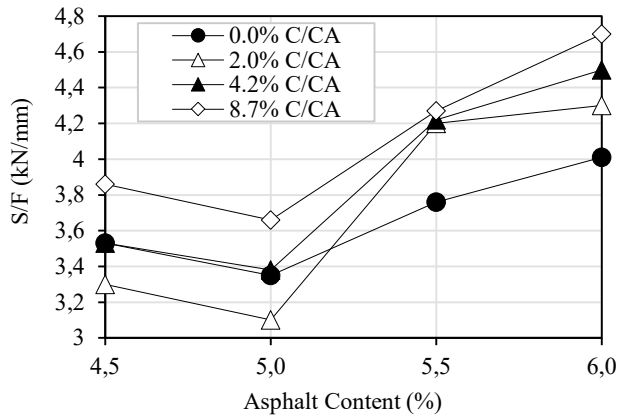 4,8
4,6
4,4
4,2
4
3,8
3,6
3,4
3,2
3
S/F (kN/mm)
0.0% C/CA
2.0% C/CA
4.2% C/CA
8.7% C/CA
4,5 5,0 5,5 6,0
Asphalt Content (%)